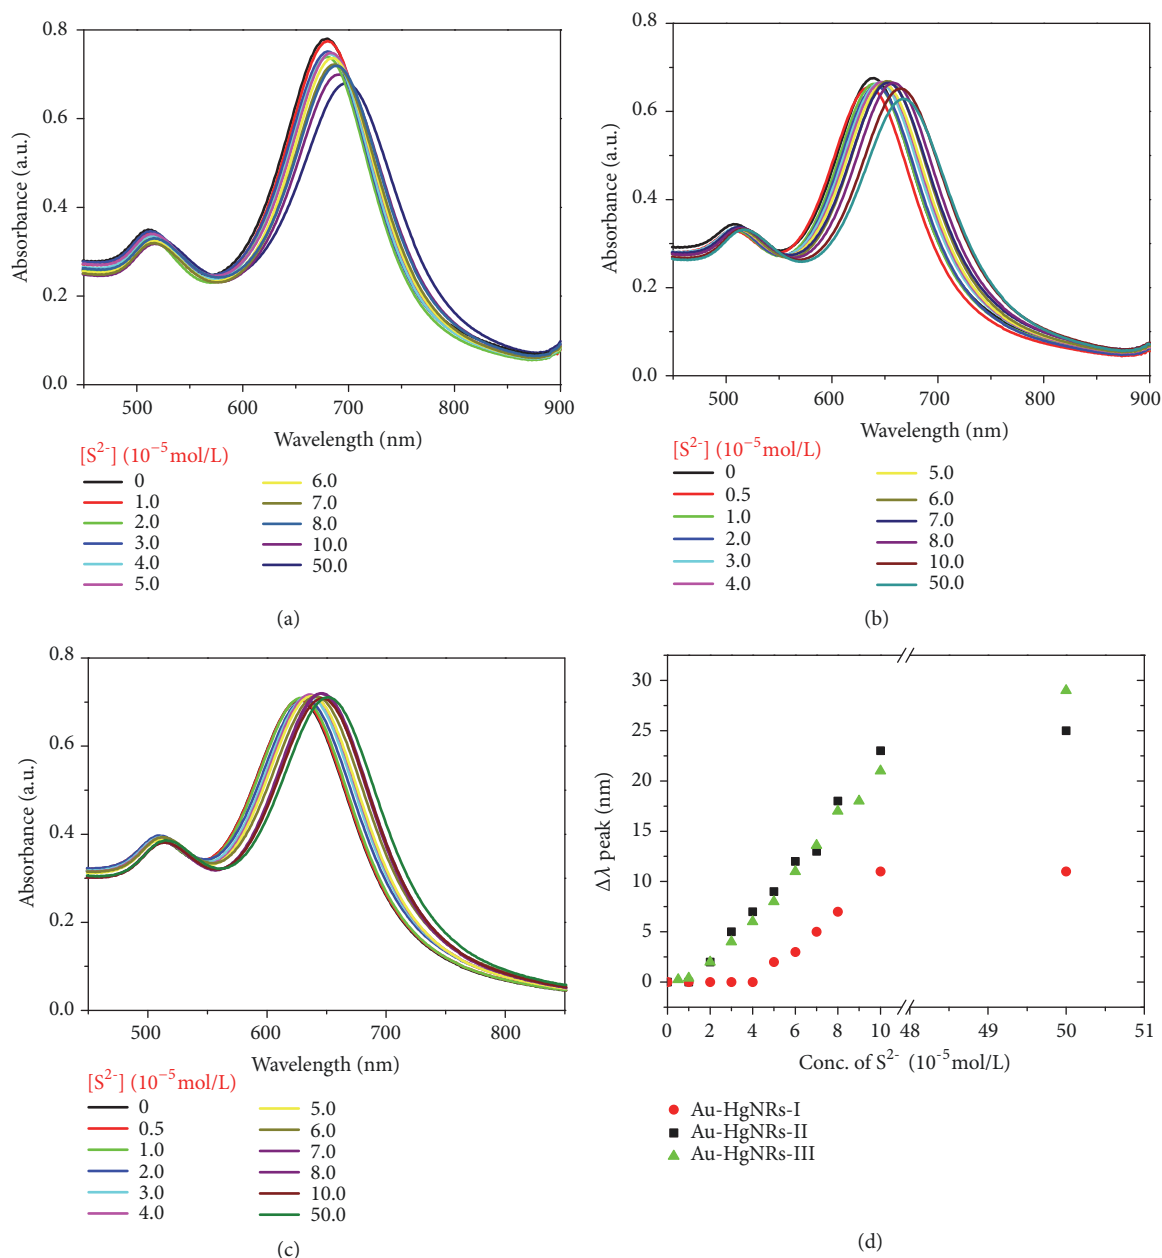 0.8
0.6
0.4
0.2
0.0
Absorbance (a.u.)
500 600 700 800 900
Wavelength (nm)
[S2-] (10−5 mol/L)
0
1.0
2.0
3.0
4.0
5.0
6.0
7.0
8.0
10.0
50.0
(a)
0.8
0.6
0.4
0.2
0.0
Absorbance (a.u.)
500 600 700 800 900
Wavelength (nm)
[S2-] (10−5 mol/L)
0
0.5
1.0
2.0
3.0
4.0
5.0
6.0
7.0
8.0
10.0
50.0
(b)
0.8
0.6
0.4
0.2
0.0
Absorbance (a.u.)
500 600 700 800
Wavelength (nm)
[S2-] (10−5 mol/L)
0
0.5
1.0
2.0
3.0
4.0
5.0
6.0
7.0
8.0
10.0
50.0
(c)
30
25
20
15
10
5
0
Δλ peak (nm)
0 2 4 6 8 10 48 49 50 51
Conc. of S2- (10-5 mol/L)
Au-HgNRs-I
Au-HgNRs-II
Au-HgNRs-III
(d)